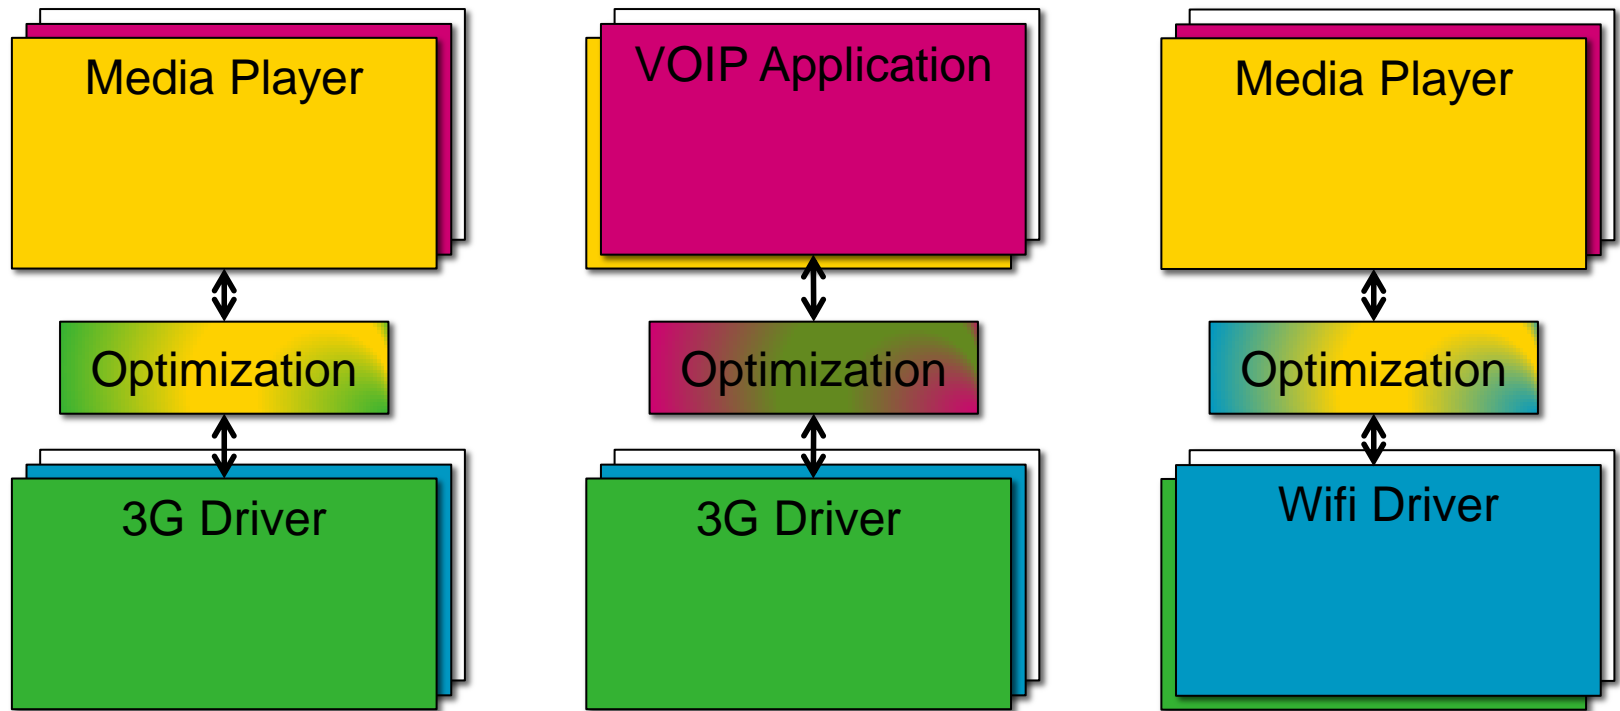 Media Player
VOIP Application
Media Player
Optimization
Optimization
Optimization
3G Driver
3G Driver
Wifi Driver